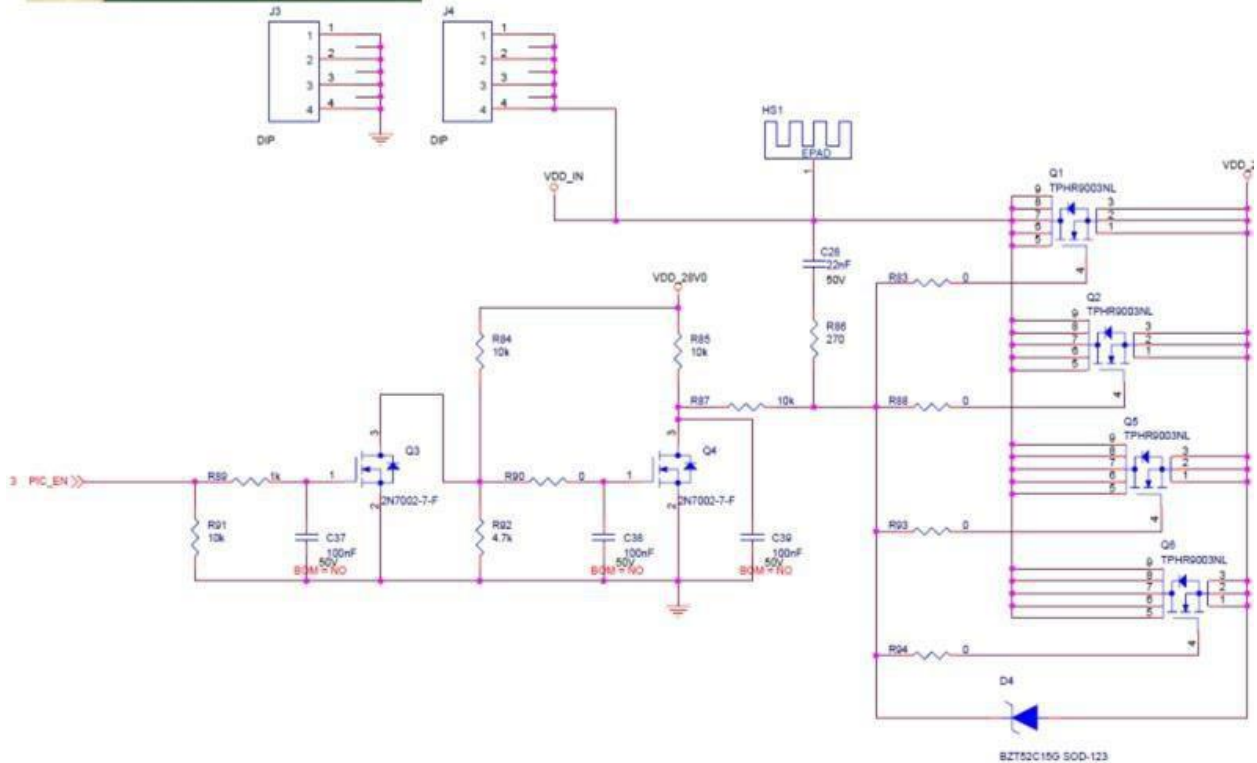 J3
1
1
2
2
3
3
4
4
DIP
J4
1
1
2
2
3
3
4
4
DIP
HS1
EPAD
1
VDD_IN
Q1
TPHR9003NL
9
8
7
6
5
3
2
1
4
C26
22nF
50V
R83
0
VDD_28V0
Q2
TPHR9003NL
9
8
7
6
5
3
2
1
4
R84
10k
R85
10k
R86
270
R87
10k
R88
0
Q5
TPHR9003NL
9
8
7
6
5
3
2
1
4
3
PIC_EN
R89
1k
1
3
2
Q3
2N7002-7-F
R90
0
1
3
2
Q4
2N7002-7-F
R91
10k
C37
100nF
50V
BOM = NO
R92
4.7k
C38
100nF
50V
BOM = NO
C39
100nF
50V
BOM = NO
R93
0
Q6
TPHR9003NL
9
8
7
6
5
3
2
1
4
R94
0
D4
BZT52C15G SOD-123